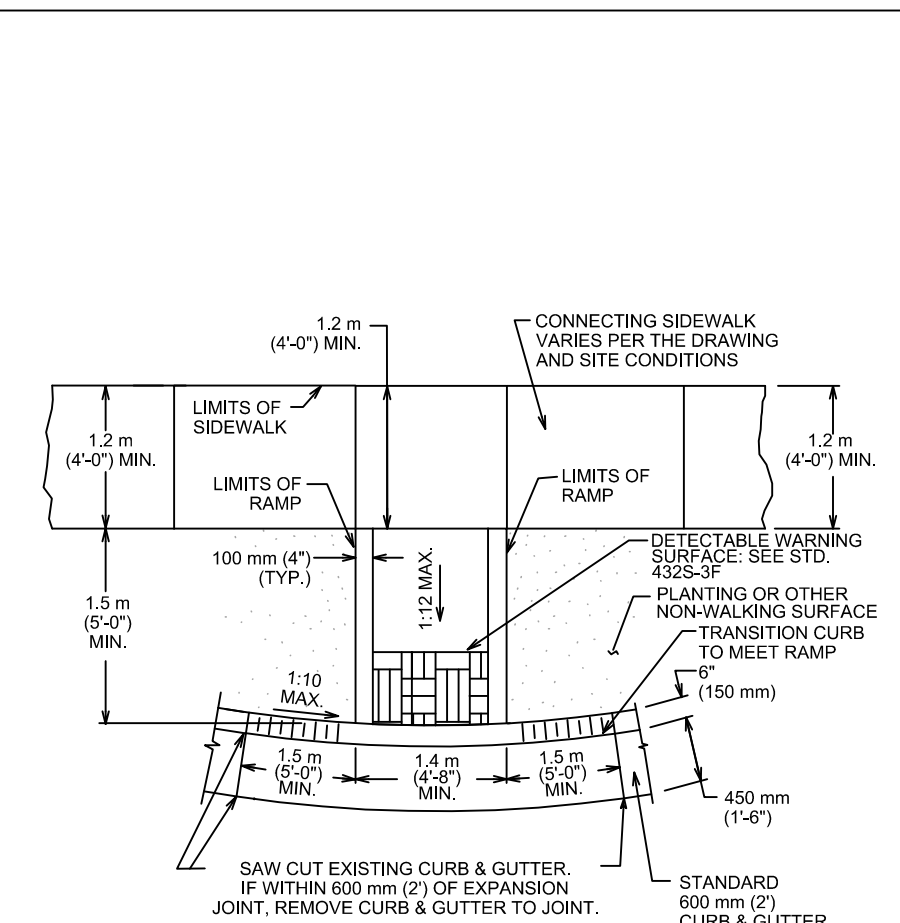 1.2 m
(4'-0") MIN.
CONNECTING SIDEWALK
VARIES PER THE DRAWING
AND SITE CONDITIONS
LIMITS OF
SIDEWALK
1.2 m
(4'-0") MIN.
1.2 m
(4'-0") MIN.
LIMITS OF
RAMP
LIMITS OF
RAMP
100 mm (4")
(TYP.)
1:12 MAX.
DETECTABLE WARNING
SURFACE: SEE STD.
432S-3F
PLANTING OR OTHER
NON-WALKING SURFACE
1.5 m
(5'-0")
MIN.
TRANSITION CURB
TO MEET RAMP
6"
(150 mm)
1:10
MAX.
1.5 m
(5'-0")
MIN.
1.4 m
(4'-8")
MIN.
1.5 m
(5'-0")
MIN.
450 mm
(1'-6")
SAW CUT EXISTING CURB & GUTTER.
IF WITHIN 600 mm (2') OF EXPANSION
JOINT, REMOVE CURB & GUTTER TO JOINT.
STANDARD
600 mm (2')
CURB & GUTTER